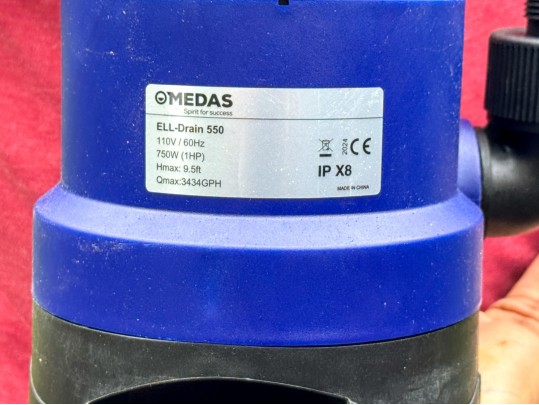 MEDAS
Spirit for success
ELL-Drain 550
110V / 60Hz
750W (1HP)
Hmax: 9.5ft
Qmax:3434GPH
2024
CE
IP X8
MADE IN CHINA